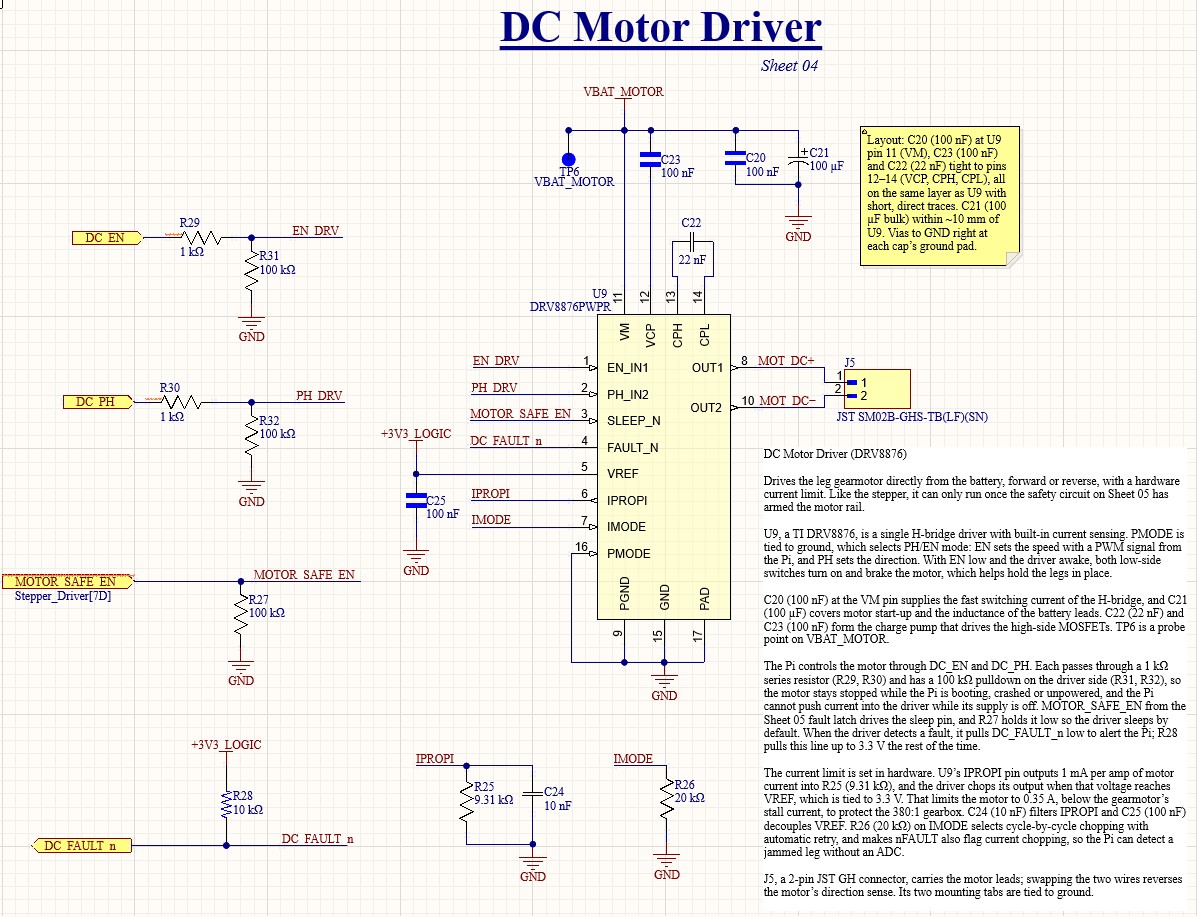 DC Motor Driver
Sheet 04
VBAT_MOTOR
TP6
VBAT_MOTOR
C23
100 nF
C20
100 nF
C21
100 µF
GND
Layout: C20 (100 nF) at U9
pin 11 (VM), C23 (100 nF)
and C22 (22 nF) tight to pins
12–14 (VCP, CPH, CPL), all
on the same layer as U9 with
short, direct traces. C21 (100
µF bulk) within ~10 mm of
U9. Vias to GND right at
each cap's ground pad.
C22
22 nF
DC_EN
R29
1 kΩ
EN_DRV
R31
100 kΩ
GND
DC_PH
R30
1 kΩ
PH_DRV
R32
100 kΩ
GND
MOTOR_SAFE_EN
Stepper_Driver[7D]
MOTOR_SAFE_EN
R27
100 kΩ
GND
+3V3_LOGIC
R28
10 kΩ
DC_FAULT_n
DC_FAULT_n
U9
DRV8876PWPR
11
12
13
14
VM
VCP
CPH
CPL
EN_DRV
1
EN_IN1
PH_DRV
2
PH_IN2
MOTOR_SAFE_EN
3
SLEEP_N
DC_FAULT_n
4
FAULT_N
5
VREF
IPROPI
6
IPROPI
IMODE
7
IMODE
16
PMODE
OUT1
8
MOT_DC+
OUT2
10
MOT_DC−
PGND
GND
PAD
9
15
17
GND
+3V3_LOGIC
C25
100 nF
GND
J5
1
1
2
2
JST SM02B-GHS-TB(LF)(SN)
IPROPI
R25
9.31 kΩ
C24
10 nF
GND
IMODE
R26
20 kΩ
GND
DC Motor Driver (DRV8876)
Drives the leg gearmotor directly from the battery, forward or reverse, with a hardware
current limit. Like the stepper, it can only run once the safety circuit on Sheet 05 has
armed the motor rail.
U9, a TI DRV8876, is a single H-bridge driver with built-in current sensing. PMODE is
tied to ground, which selects PH/EN mode: EN sets the speed with a PWM signal from
the Pi, and PH sets the direction. With EN low and the driver awake, both low-side
switches turn on and brake the motor, which helps hold the legs in place.
C20 (100 nF) at the VM pin supplies the fast switching current of the H-bridge, and C21
(100 µF) covers motor start-up and the inductance of the battery leads. C22 (22 nF) and
C23 (100 nF) form the charge pump that drives the high-side MOSFETs. TP6 is a probe
point on VBAT_MOTOR.
The Pi controls the motor through DC_EN and DC_PH. Each passes through a 1 kΩ
series resistor (R29, R30) and has a 100 kΩ pulldown on the driver side (R31, R32), so
the motor stays stopped while the Pi is booting, crashed or unpowered, and the Pi
cannot push current into the driver while its supply is off. MOTOR_SAFE_EN from the
Sheet 05 fault latch drives the sleep pin, and R27 holds it low so the driver sleeps by
default. When the driver detects a fault, it pulls DC_FAULT_n low to alert the Pi; R28
pulls this line up to 3.3 V the rest of the time.
The current limit is set in hardware. U9's IPROPI pin outputs 1 mA per amp of motor
current into R25 (9.31 kΩ), and the driver chops its output when that voltage reaches
VREF, which is tied to 3.3 V. That limits the motor to 0.35 A, below the gearmotor's
stall current, to protect the 380:1 gearbox. C24 (10 nF) filters IPROPI and C25 (100 nF)
decouples VREF. R26 (20 kΩ) on IMODE selects cycle-by-cycle chopping with
automatic retry, and makes nFAULT also flag current chopping, so the Pi can detect a
jammed leg without an ADC.
J5, a 2-pin JST GH connector, carries the motor leads; swapping the two wires reverses
the motor's direction sense. Its two mounting tabs are tied to ground.